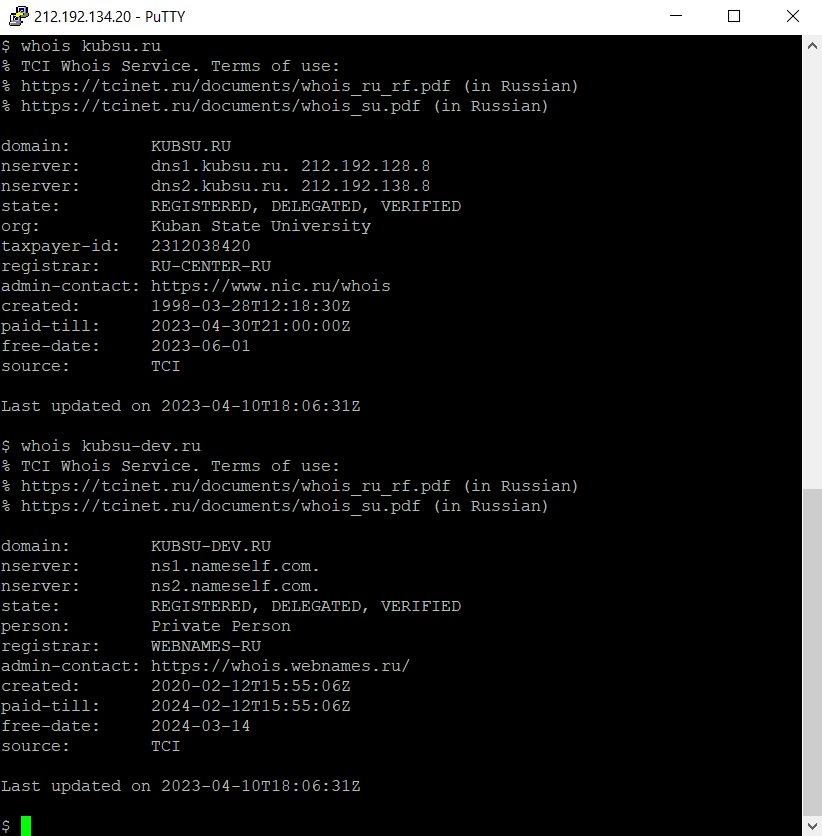 212.192.134.20 - PuTTY
$ whois kubsu.ru
% TCI Whois Service. Terms of use:
% https://tcinet.ru/documents/whois_ru_rf.pdf (in Russian)
% https://tcinet.ru/documents/whois_su.pdf (in Russian)
domain:        KUBSU.RU
nserver:       dns1.kubsu.ru. 212.192.128.8
nserver:       dns2.kubsu.ru. 212.192.138.8
state:         REGISTERED, DELEGATED, VERIFIED
org:           Kuban State University
taxpayer-id:   2312038420
registrar:     RU-CENTER-RU
admin-contact: https://www.nic.ru/whois
created:       1998-03-28T12:18:30Z
paid-till:     2023-04-30T21:00:00Z
free-date:     2023-06-01
source:        TCI
Last updated on 2023-04-10T18:06:31Z
$ whois kubsu-dev.ru
% TCI Whois Service. Terms of use:
% https://tcinet.ru/documents/whois_ru_rf.pdf (in Russian)
% https://tcinet.ru/documents/whois_su.pdf (in Russian)
domain:        KUBSU-DEV.RU
nserver:       ns1.nameself.com.
nserver:       ns2.nameself.com.
state:         REGISTERED, DELEGATED, VERIFIED
person:        Private Person
registrar:     WEBNAMES-RU
admin-contact: https://whois.webnames.ru/
created:       2020-02-12T15:55:06Z
paid-till:     2024-02-12T15:55:06Z
free-date:     2024-03-14
source:        TCI
Last updated on 2023-04-10T18:06:31Z
$